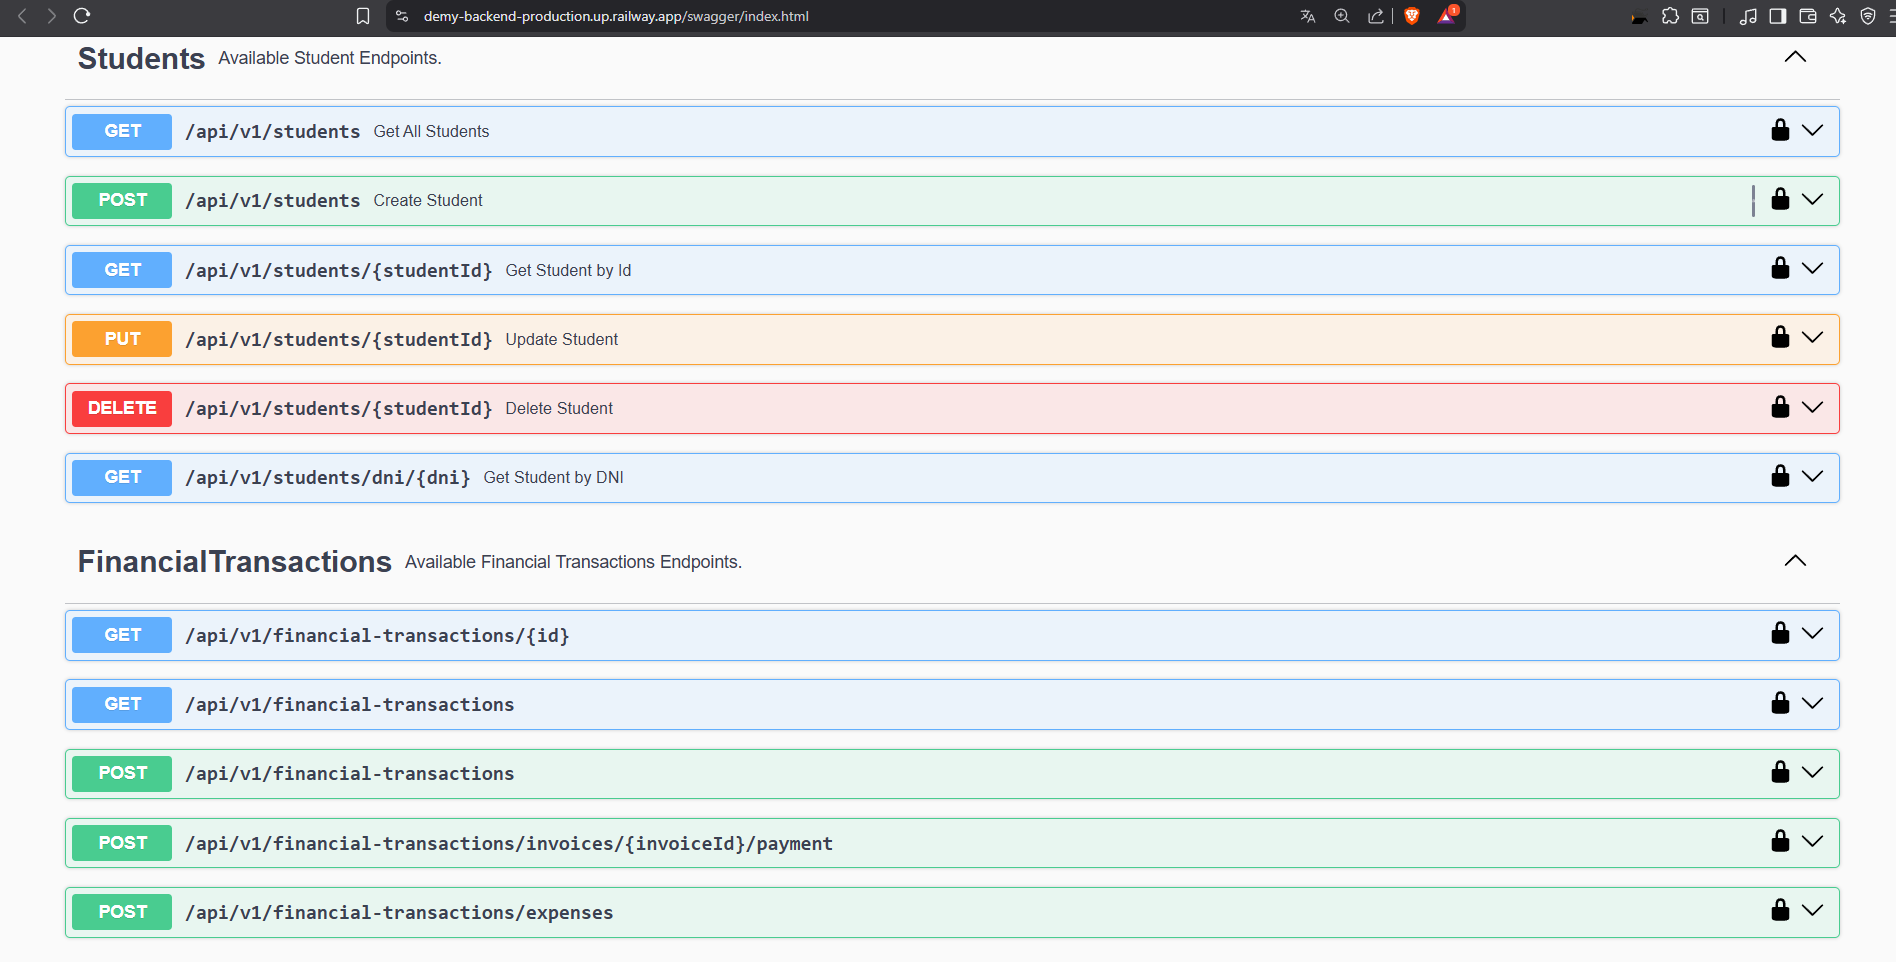 demy-backend-production.up.railway.app/swagger/index.html
1
Students Available Student Endpoints.
GET /api/v1/students Get All Students
POST /api/v1/students Create Student
GET /api/v1/students/{studentId} Get Student by Id
PUT /api/v1/students/{studentId} Update Student
DELETE /api/v1/students/{studentId} Delete Student
GET /api/v1/students/dni/{dni} Get Student by DNI
FinancialTransactions Available Financial Transactions Endpoints.
GET /api/v1/financial-transactions/{id}
GET /api/v1/financial-transactions
POST /api/v1/financial-transactions
POST /api/v1/financial-transactions/invoices/{invoiceId}/payment
POST /api/v1/financial-transactions/expenses